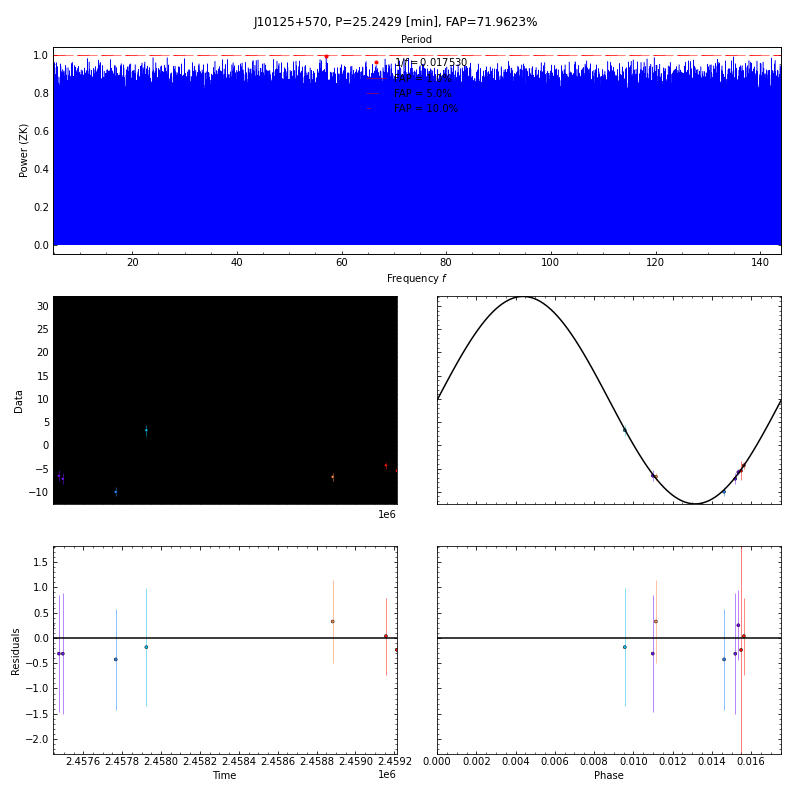 J10125+570, P=25.2429 [min], FAP=71.9623%
Period
1.0
0.8
0.6
0.4
0.2
0.0
Power (ZK)
1/f = 0.017530
FAP = 5.0%
FAP = 10.0%
20 40 60 80 100 120 140
Frequency f
30
25
20
15
10
5
0
−5
−10
Data
1e6
1.5
1.0
0.5
0.0
−0.5
−1.0
−1.5
−2.0
Residuals
2.4576 2.4578 2.4580 2.4582 2.4584 2.4586 2.4588 2.4590 2.4592
Time
1e6
0.000 0.002 0.004 0.006 0.008 0.010 0.012 0.014 0.016
Phase